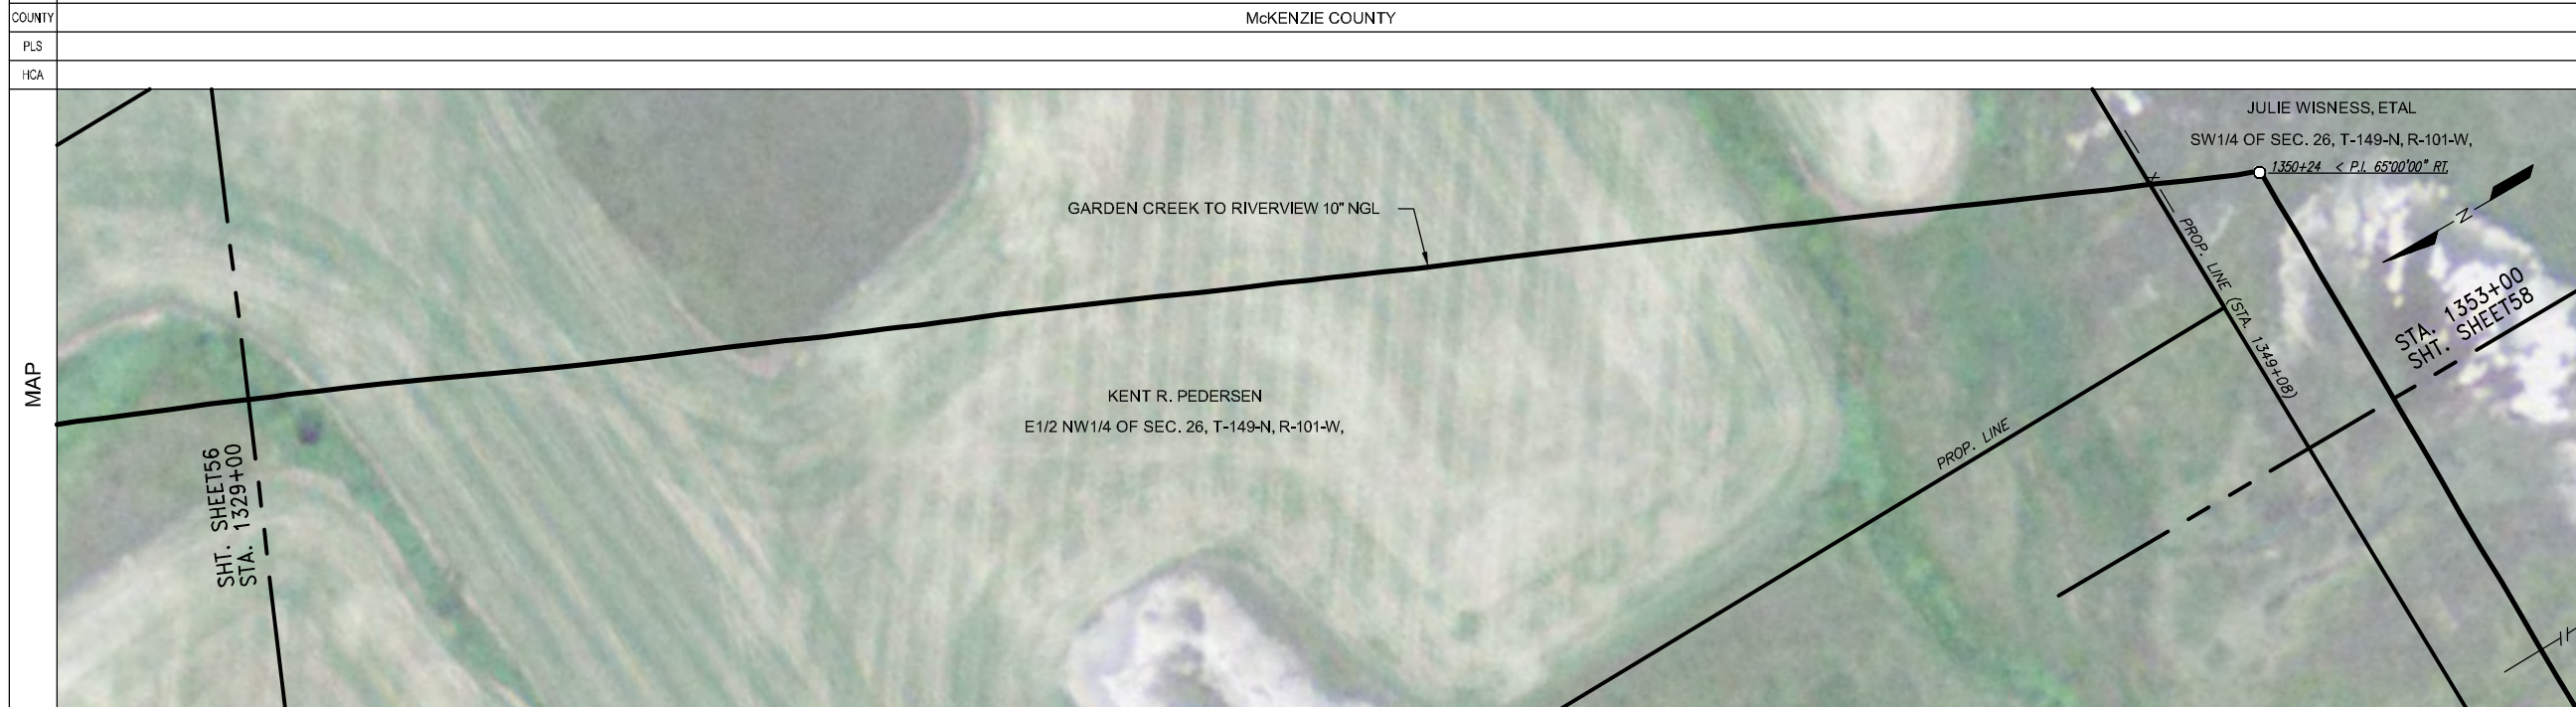 COUNTY
McKENZIE COUNTY
PLS
HCA
MAP
JULIE WISNESS, ETAL
SW1/4 OF SEC. 26, T-149-N, R-101-W,
1350+24 < P.I. 65°00'00" RT.
N
GARDEN CREEK TO RIVERVIEW 10" NGL
PROP. LINE (STA. 1349+08)
STA. 1353+00
SHT. SHEET58
KENT R. PEDERSEN
E1/2 NW1/4 OF SEC. 26, T-149-N, R-101-W,
PROP. LINE
SHT. SHEET56
STA. 1329+00